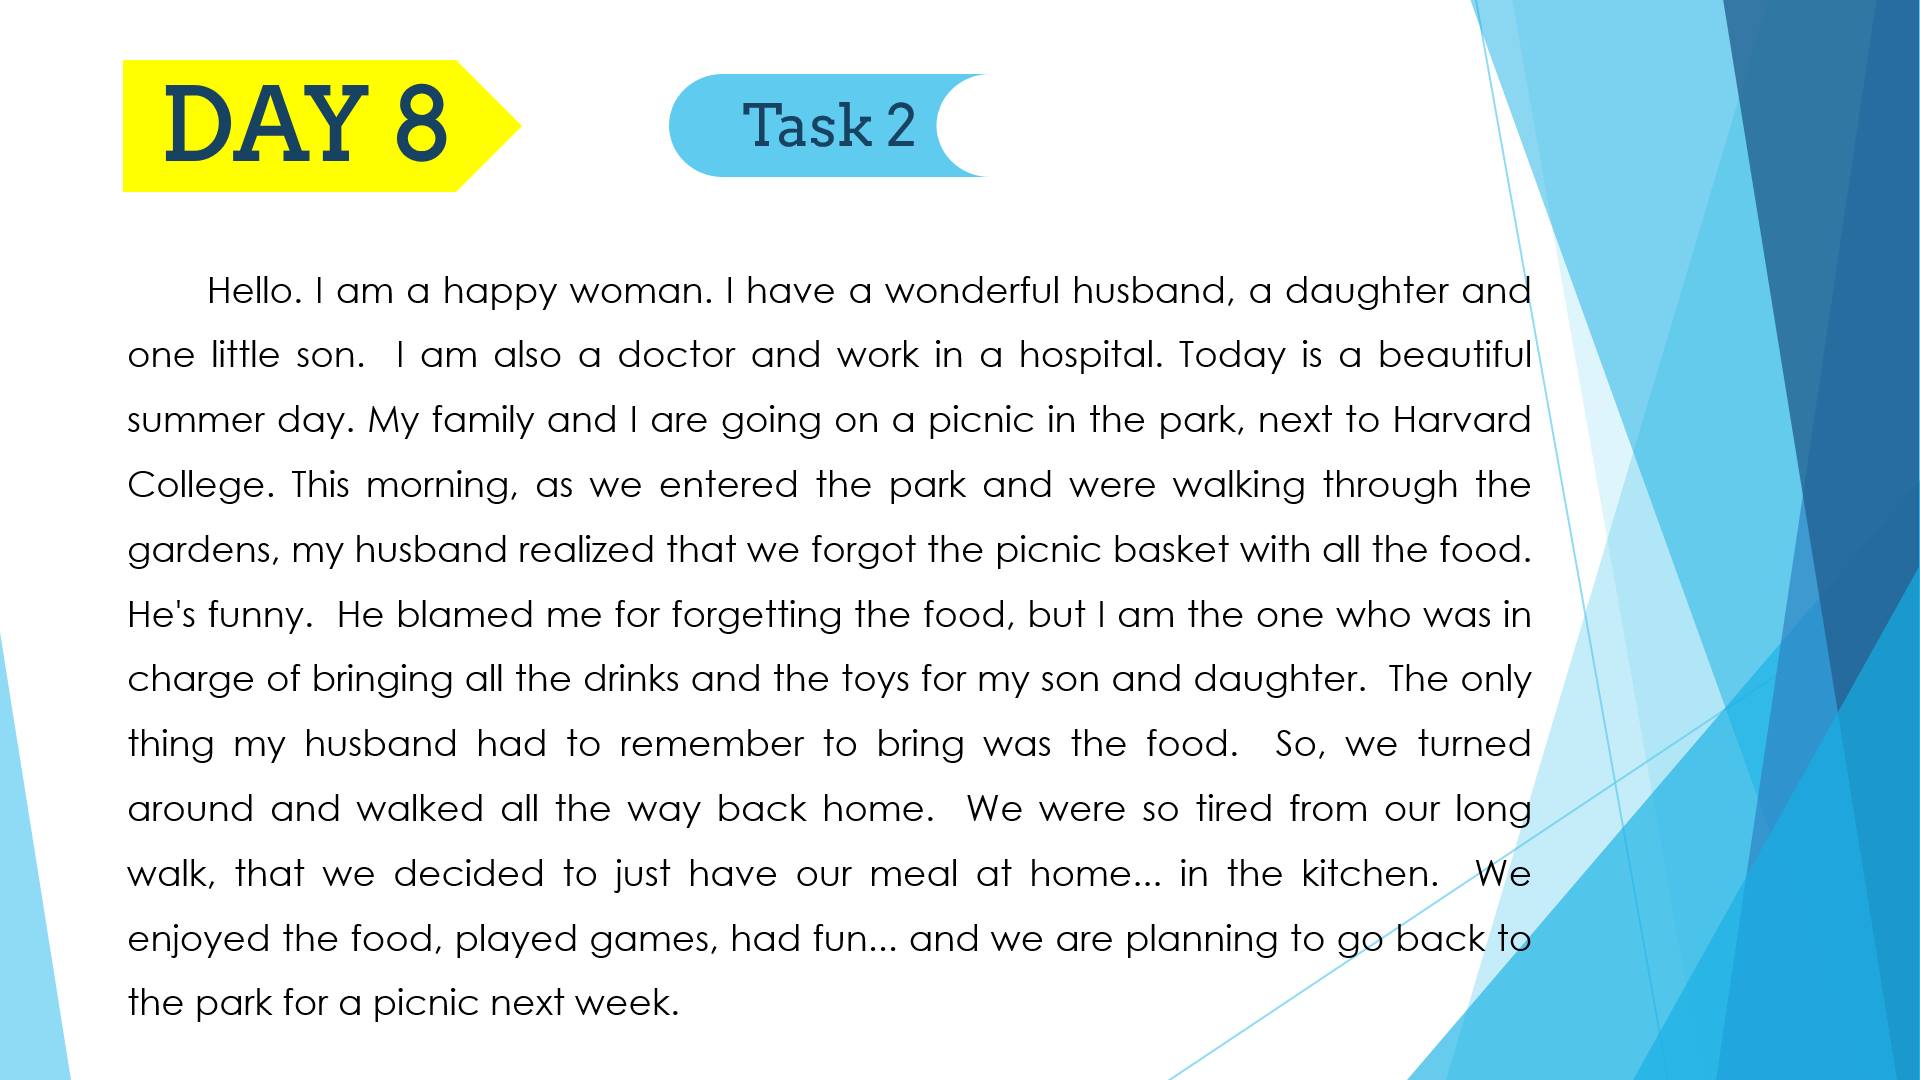 DAY 8
Task 2
Hello. I am a happy woman. I have a wonderful husband, a daughter and
one little son.  I am also a doctor and work in a hospital. Today is a beautiful
summer day. My family and I are going on a picnic in the park, next to Harvard
College. This morning, as we entered the park and were walking through the
gardens, my husband realized that we forgot the picnic basket with all the food.
He's funny.  He blamed me for forgetting the food, but I am the one who was in
charge of bringing all the drinks and the toys for my son and daughter.  The only
thing my husband had to remember to bring was the food.  So, we turned
around and walked all the way back home.  We were so tired from our long
walk, that we decided to just have our meal at home... in the kitchen.  We
enjoyed the food, played games, had fun... and we are planning to go back to
the park for a picnic next week.